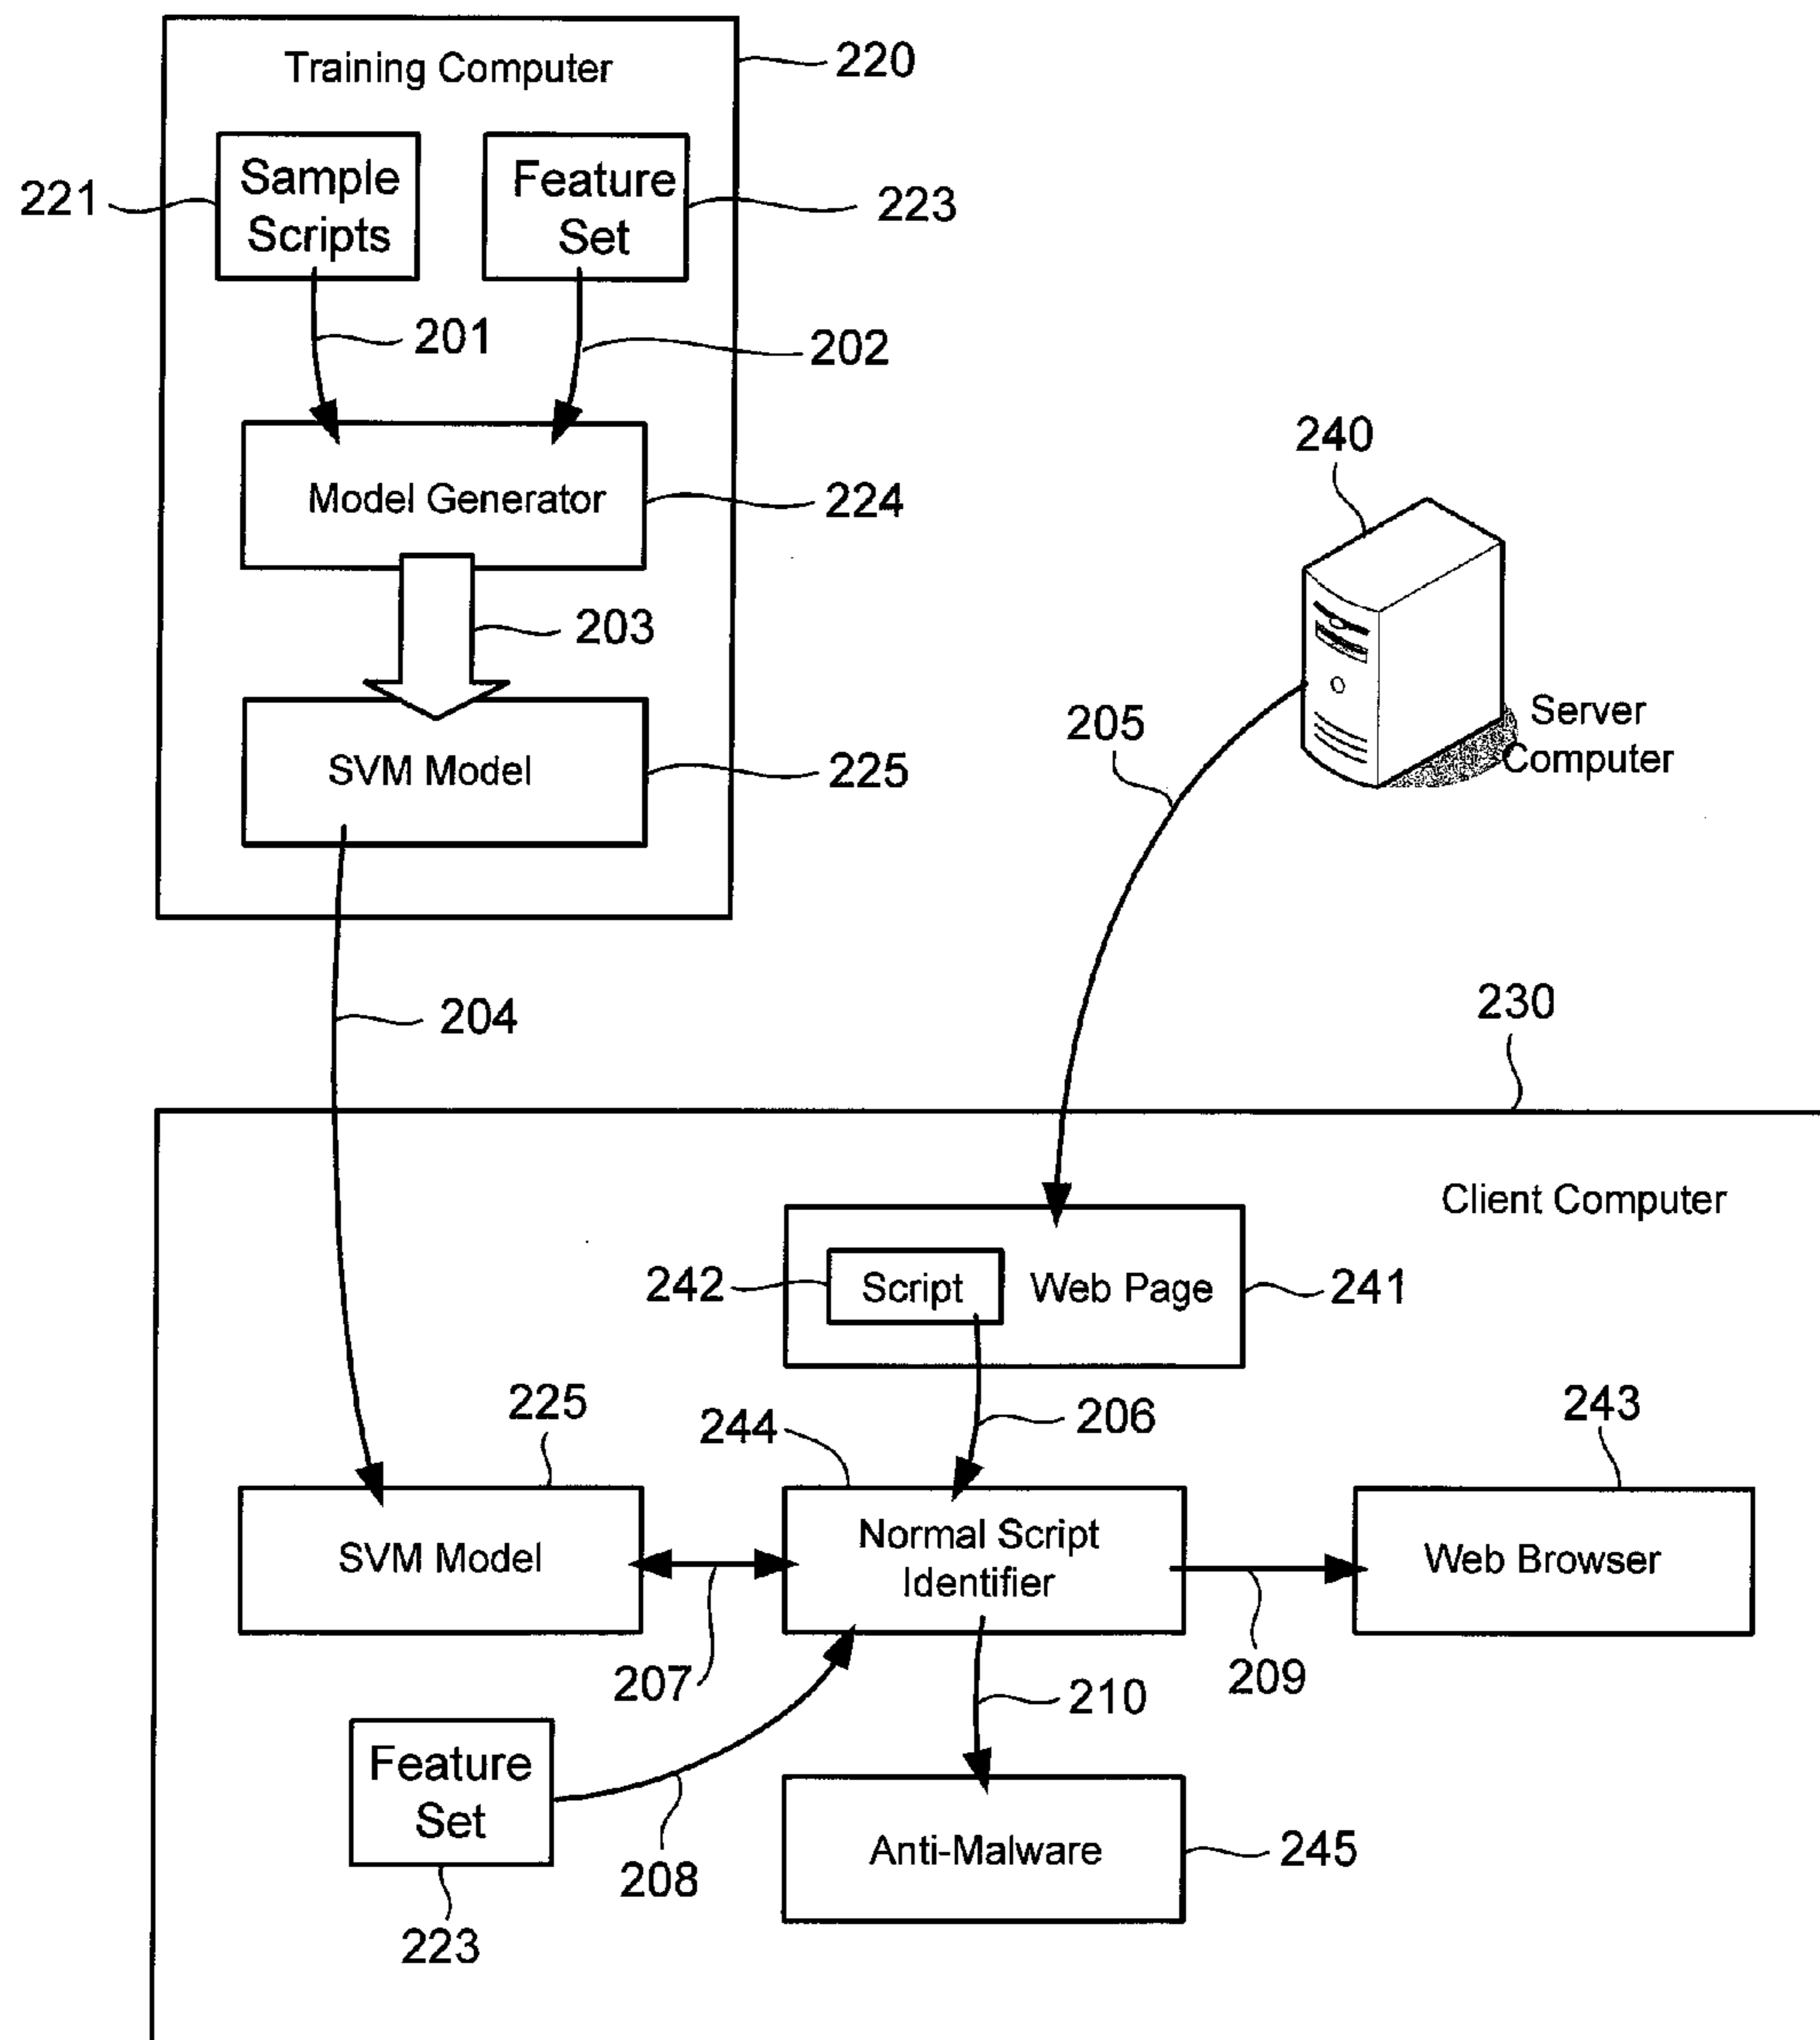 Training Computer
220
Sample
Scripts
221
Feature
Set
223
201
202
Model Generator
224
203
SVM Model
225
240
Server
Computer
205
204
230
Client Computer
242
Script
Web Page
241
206
225
SVM Model
244
Normal Script
Identifier
243
Web Browser
207
209
210
Feature
Set
208
223
Anti-Malware
245